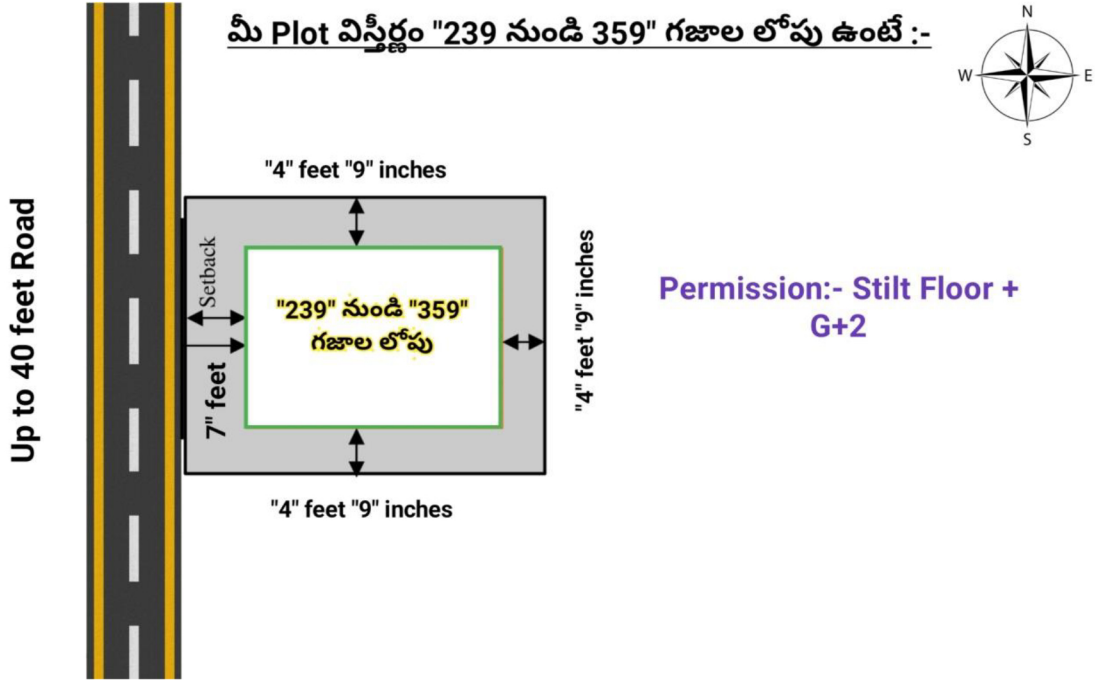 మీ Plot విస్తీర్ణం "239 నుండి 359" గజాల లోపు ఉంటే :-
N
W
E
S
"4" feet "9" inches
Up to 40 feet Road
Setback
7" feet
"239" నుండి "359"
గజాల లోపు
"4" feet "9" inches
Permission:- Stilt Floor +
G+2
"4" feet "9" inches